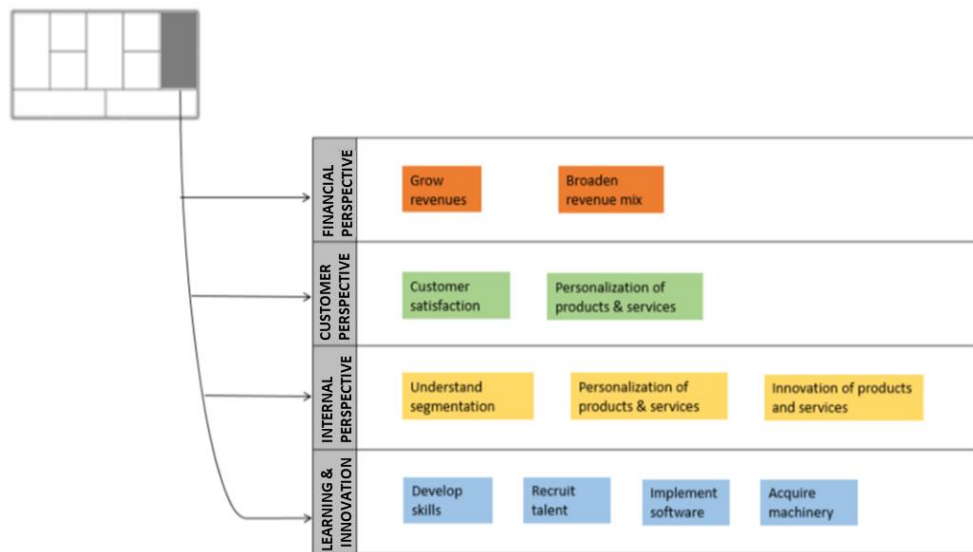 FINANCIAL
PERSPECTIVE
Grow
revenues
Broaden
revenue mix
CUSTOMER
PERSPECTIVE
Customer
satisfaction
Personalization of
products & services
INTERNAL
PERSPECTIVE
Understand
segmentation
Personalization of
products & services
Innovation of products
and services
LEARNING &
INNOVATION
Develop
skills
Recruit
talent
Implement
software
Acquire
machinery